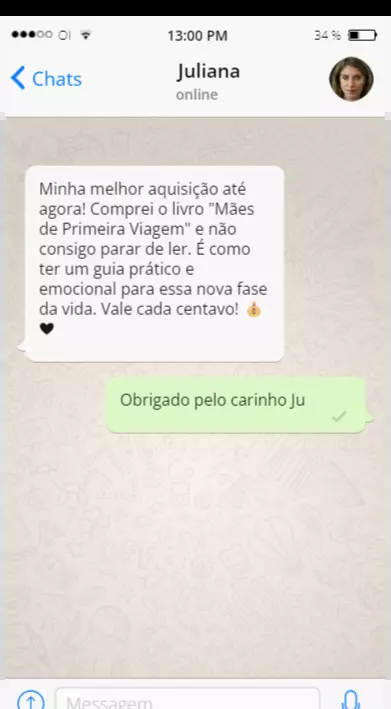 OI 13:00 PM 34 %
Chats Juliana
online
Minha melhor aquisição até
agora! Comprei o livro "Mães
de Primeira Viagem" e não
consigo parar de ler. É como
ter um guia prático e
emocional para essa nova fase
da vida. Vale cada centavo! 💰
🖤
Obrigado pelo carinho Ju
Mensagem